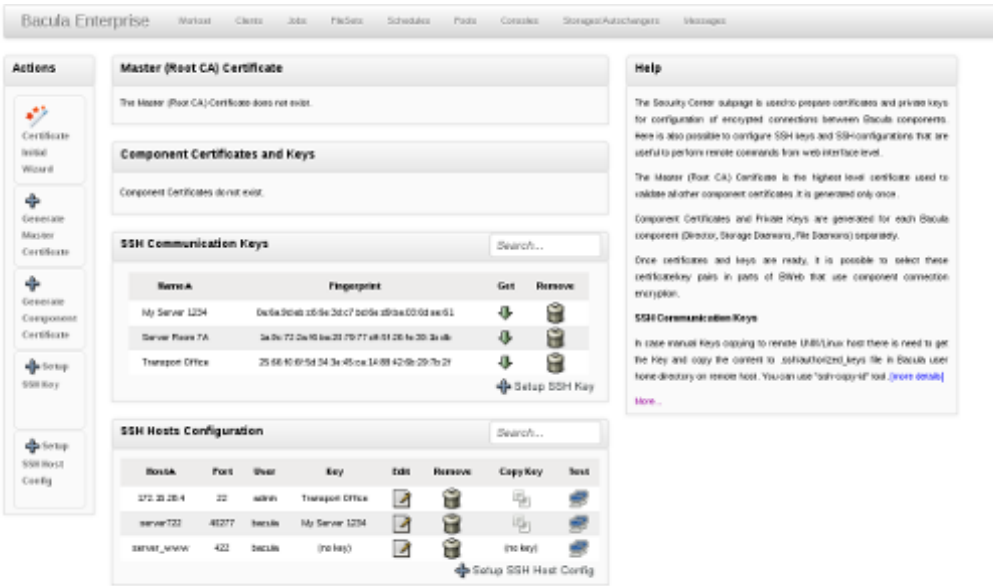 Bacula Enterprise Workset Clients Jobs FileSets Schedules Pools Consoles Storages/Autochangers Messages
Actions
Certificate
Initial
Wizard
Generate
Master
Certificate
Generate
Component
Certificate
Setup
SSH Key
Setup
SSH Host
Config
Master (Root CA) Certificate
The Master (Root CA) Certificate does not exist.
Component Certificates and Keys
Component Certificates do not exist.
SSH Communication Keys Search...
Name Fingerprint Get Remove
My Server 1234
Server Room 7A
Transport Office
Setup SSH Key
SSH Hosts Configuration Search...
Host Port User Key Edit Remove Copy Key Test
22 admin Transport Office
server722 bacula My Server 1234
server_www 422 bacula (no key) (no key)
Setup SSH Host Config
Help
The Security Center subpage is used to prepare certificates and private keys
for configuration of encrypted connections between Bacula components.
Here is also possible to configure SSH keys and SSH configurations that are
useful to perform remote commands from web interface level.
The Master (Root CA) Certificate is the highest level certificate used to
validate all other component certificates. It is generated only once.
Component Certificates and Private Keys are generated for each Bacula
component (Director, Storage Daemons, File Daemons) separately.
Once certificates and keys are ready, it is possible to select these
certificate/key pairs in parts of BWeb that use component connection
encryption.
SSH Communication Keys
In case manual Keys copying to remote UNIX/Linux host there is need to get
the Key and copy the content to .ssh/authorized_keys file in Bacula user
home directory on remote host. You can use "ssh-copy-id" tool. [more details]
More...